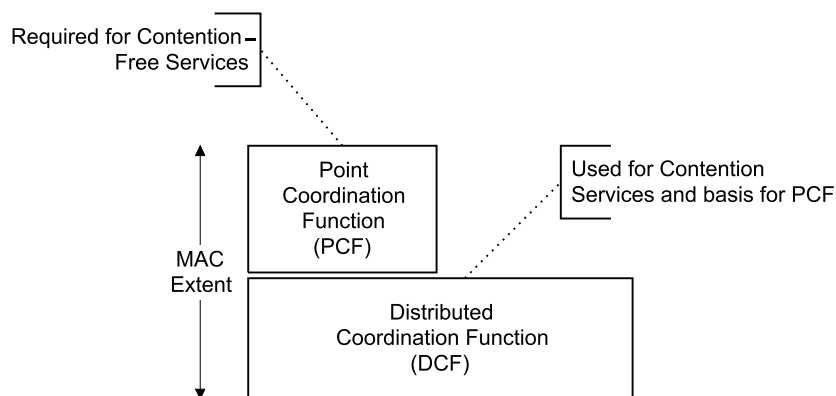 Required for Contention–
Free Services
Point
Coordination
Function
(PCF)
Used for Contention
Services and basis for PCF
MAC
Extent
Distributed
Coordination Function
(DCF)